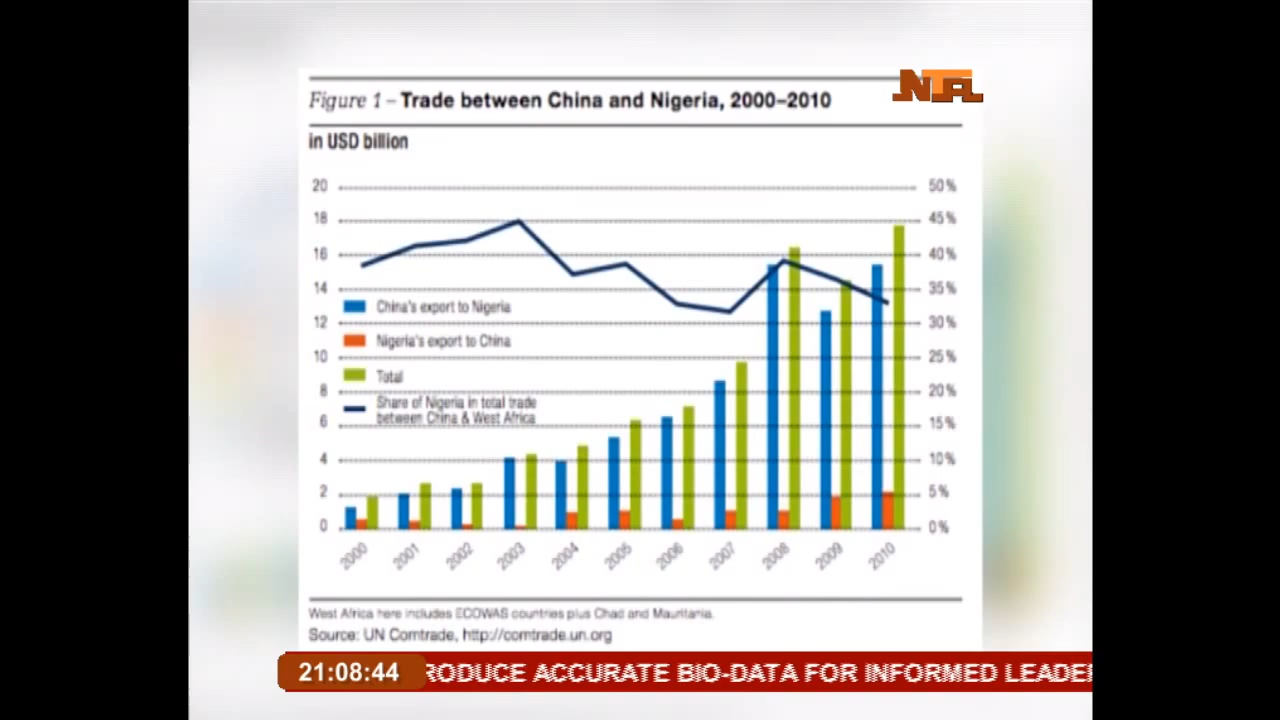 NTA
Figure 1 – Trade between China and Nigeria, 2000–2010
in USD billion
20 50%
18 45%
16 40%
14 35%
12 30%
10 25%
8 20%
6 15%
4 10%
2 5%
0 0%
China's export to Nigeria
Nigeria's export to China
Total
Share of Nigeria in total trade
between China & West Africa
2000 2001 2002 2003 2004 2005 2006 2007 2008 2009 2010
West Africa here includes ECOWAS countries plus Chad and Mauritania.
Source: UN Comtrade, http://comtrade.un.org
21:08:44 RODUCE ACCURATE BIO-DATA FOR INFORMED LEADE